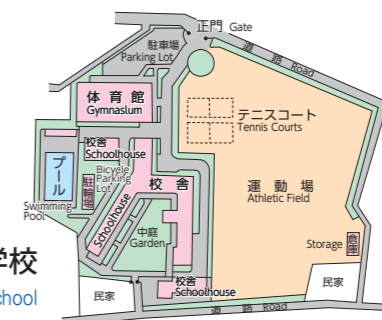 正門 Gate
道路 Road
駐車場
Parking Lot
体育館
Gymnasium
テニスコート
Tennis Courts
校舎
Schoolhouse
プール
Swimming
Pool
Bicycle
Parking
Lot
駐輪場
校舎
Schoolhouse
中庭
Garden
運動場
Athletic Field
Storage
倉庫
学校
chool
民家
校舎
Schoolhouse
民家
道路 Road